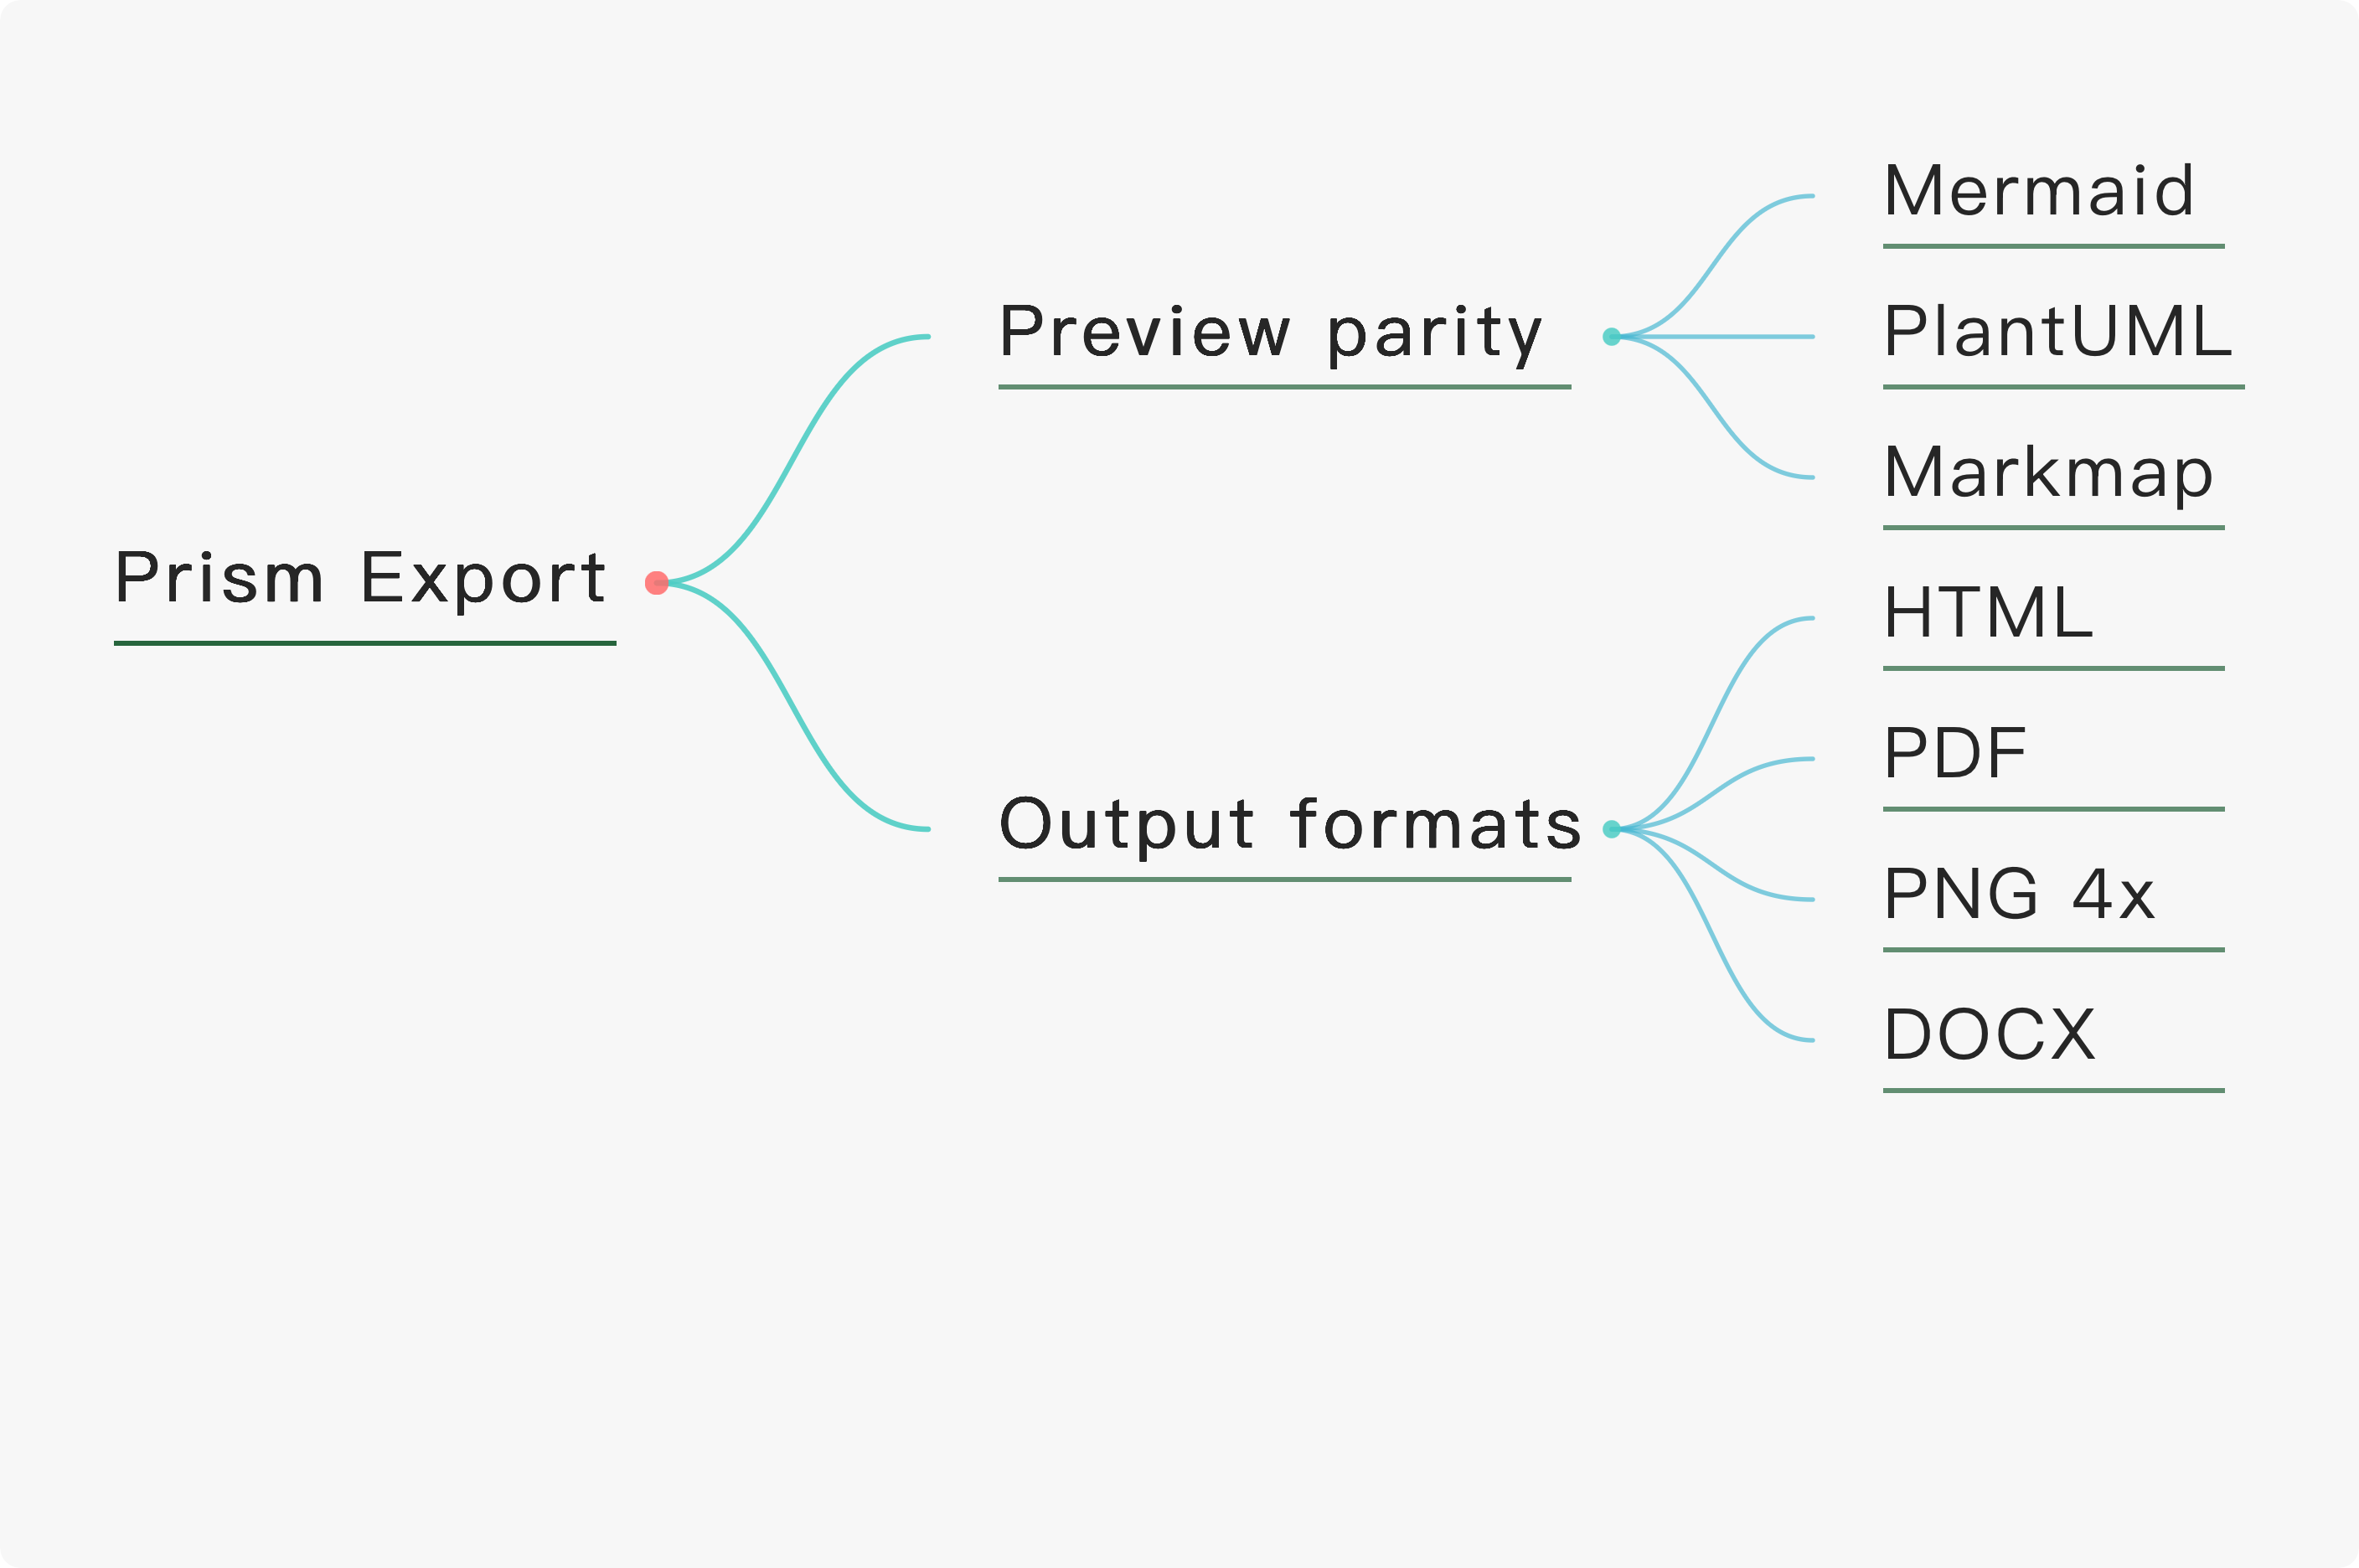 Prism Export
Preview parity
Mermaid
PlantUML
Markmap
Output formats
HTML
PDF
PNG 4x
DOCX